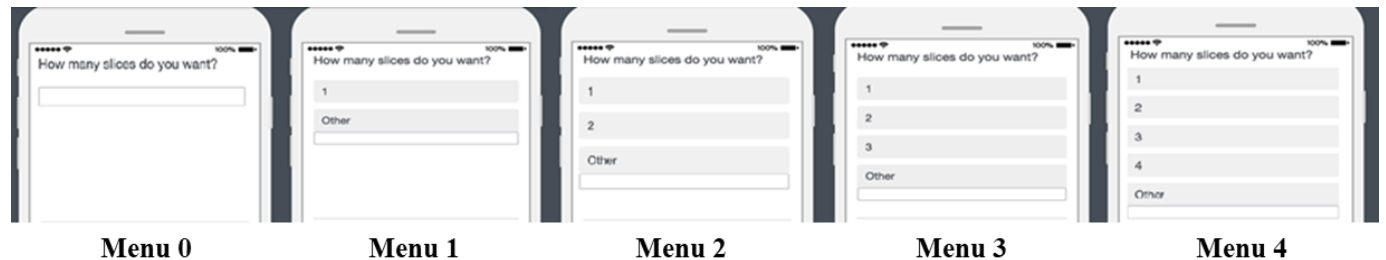 100%
How many slices do you want?
Menu 0
100%
How many slices do you want?
1
Other
Menu 1
100%
How many slices do you want?
1
2
Other
Menu 2
100%
How many slices do you want?
1
2
3
Other
Menu 3
100%
How many slices do you want?
1
2
3
4
Other
Menu 4